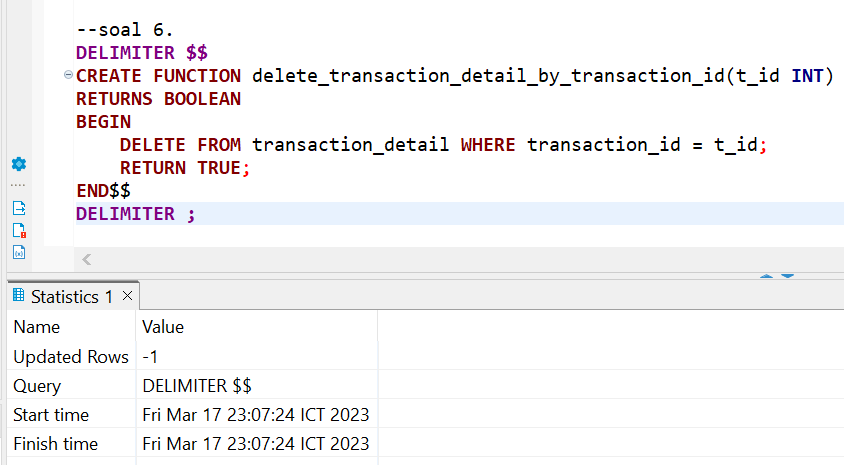 --soal 6.
DELIMITER $$
CREATE FUNCTION delete_transaction_detail_by_transaction_id(t_id INT)
RETURNS BOOLEAN
BEGIN
    DELETE FROM transaction_detail WHERE transaction_id = t_id;
    RETURN TRUE;
END$$
DELIMITER ;
Statistics 1
Name Value
Updated Rows -1
Query DELIMITER $$
Start time Fri Mar 17 23:07:24 ICT 2023
Finish time Fri Mar 17 23:07:24 ICT 2023